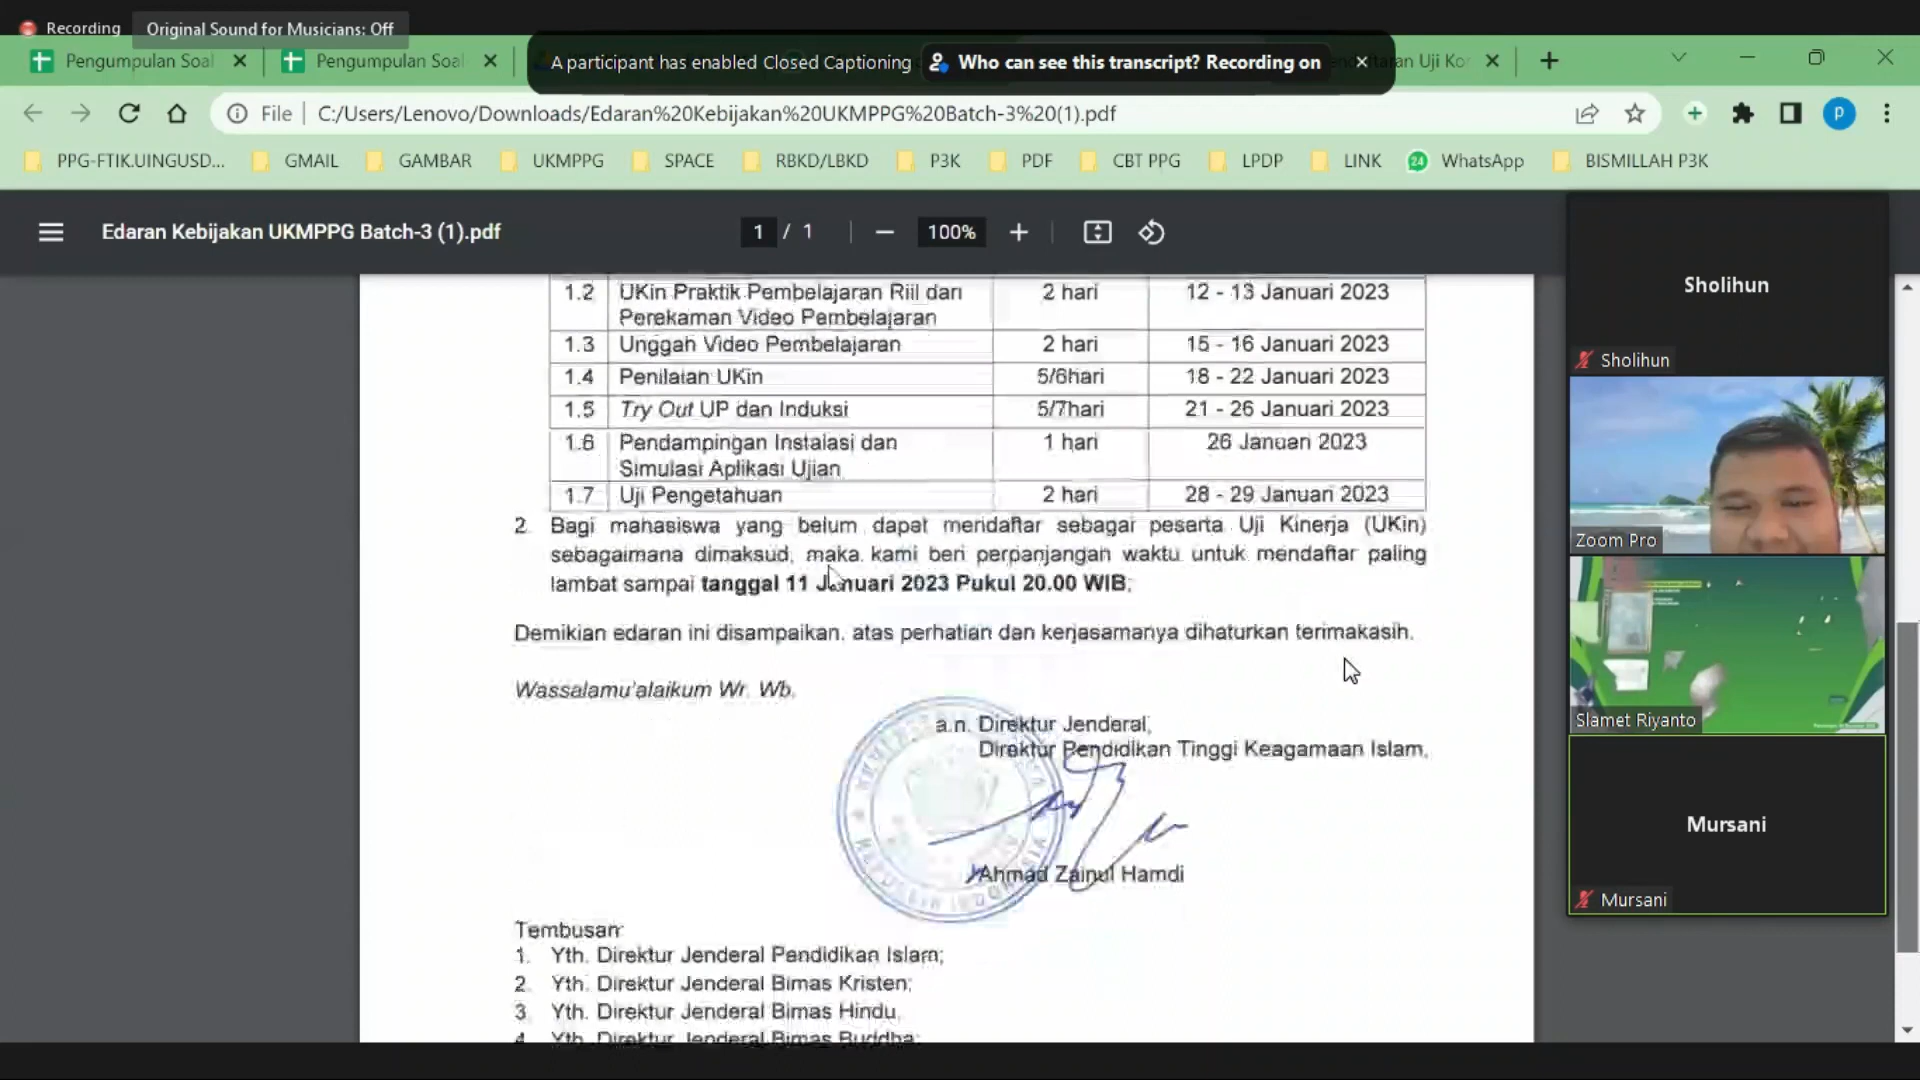 Recording
Original Sound for Musicians: Off
Pengumpulan Soal
Pengumpulan Soal
A participant has enabled Closed Captioning
Who can see this transcript? Recording on
File
C:/Users/Lenovo/Downloads/Edaran%20Kebijakan%20UKMPPG%20Batch-3%20(1).pdf
PPG-FTIK.UINGUSD...
GMAIL
GAMBAR
UKMPPG
SPACE
RBKD/LBKD
P3K
PDF
CBT PPG
LPDP
LINK
24
WhatsApp
BISMILLAH P3K
Edaran Kebijakan UKMPPG Batch-3 (1).pdf
1 / 1
100%
1.2 UKin Praktik Pembelajaran Riil dan 2 hari 12 - 13 Januari 2023
Perekaman Video Pembelajaran
1.3 Unggah Video Pembelajaran 2 hari 15 - 16 Januari 2023
1.4 Penilaian UKin 5/6hari 18 - 22 Januari 2023
1.5 Try Out UP dan Induksi 5/7hari 21 - 26 Januari 2023
1.6 Pendampingan Instalasi dan 1 hari 26 Januari 2023
Simulasi Aplikasi Ujian
1.7 Uji Pengetahuan 2 hari 28 - 29 Januari 2023
2. Bagi mahasiswa yang belum dapat mendaftar sebagai peserta Uji Kinerja (UKin)
sebagaimana dimaksud, maka kami beri perpanjangan waktu untuk mendaftar paling
lambat sampai tanggal 11 Januari 2023 Pukul 20.00 WIB;
Demikian edaran ini disampaikan, atas perhatian dan kerjasamanya dihaturkan terimakasih.
Wassalamu'alaikum Wr. Wb.
a.n. Direktur Jenderal,
Direktur Pendidikan Tinggi Keagamaan Islam,
Ahmad Zainul Hamdi
Tembusan:
1. Yth. Direktur Jenderal Pendidikan Islam;
2. Yth. Direktur Jenderal Bimas Kristen;
3. Yth. Direktur Jenderal Bimas Hindu,
4. Yth. Direktur Jenderal Bimas Buddha;
Sholihun
Sholihun
Zoom Pro
Slamet Riyanto
Mursani
Mursani